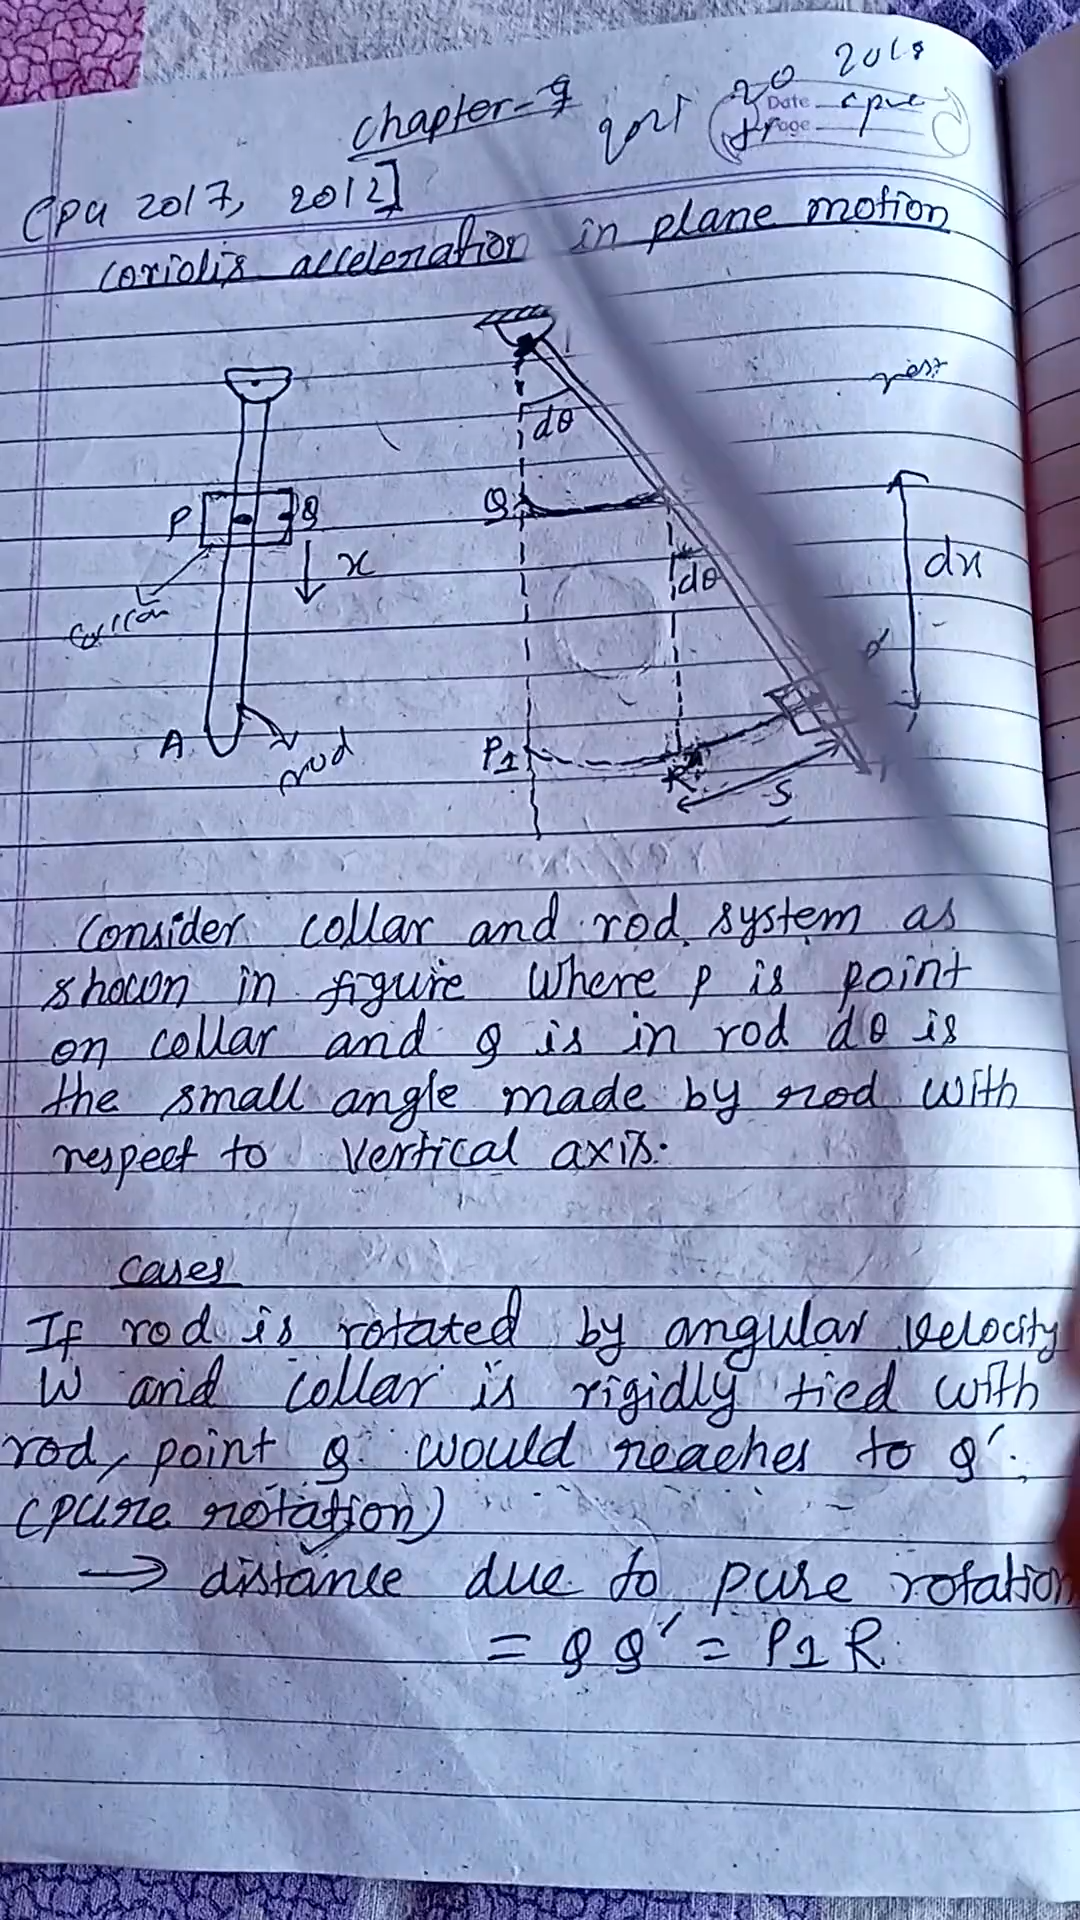 chapter-9
2018
Date
Page
2017, 2012]
coriolis acceleration in plane motion
dθ
P
Q
x
Q
dθ
dx
A
rod
P1
R
S
Consider collar and rod system as
shown in figure where p is point
on collar and Q is in rod dθ is
the small angle made by rod with
respect to vertical axis.
Cases
If rod is rotated by angular velocity
W and collar is rigidly tied with
rod, point Q would reaches to Q'.
(pure rotation)
→ distance due to pure rotation
= QQ' = P1R